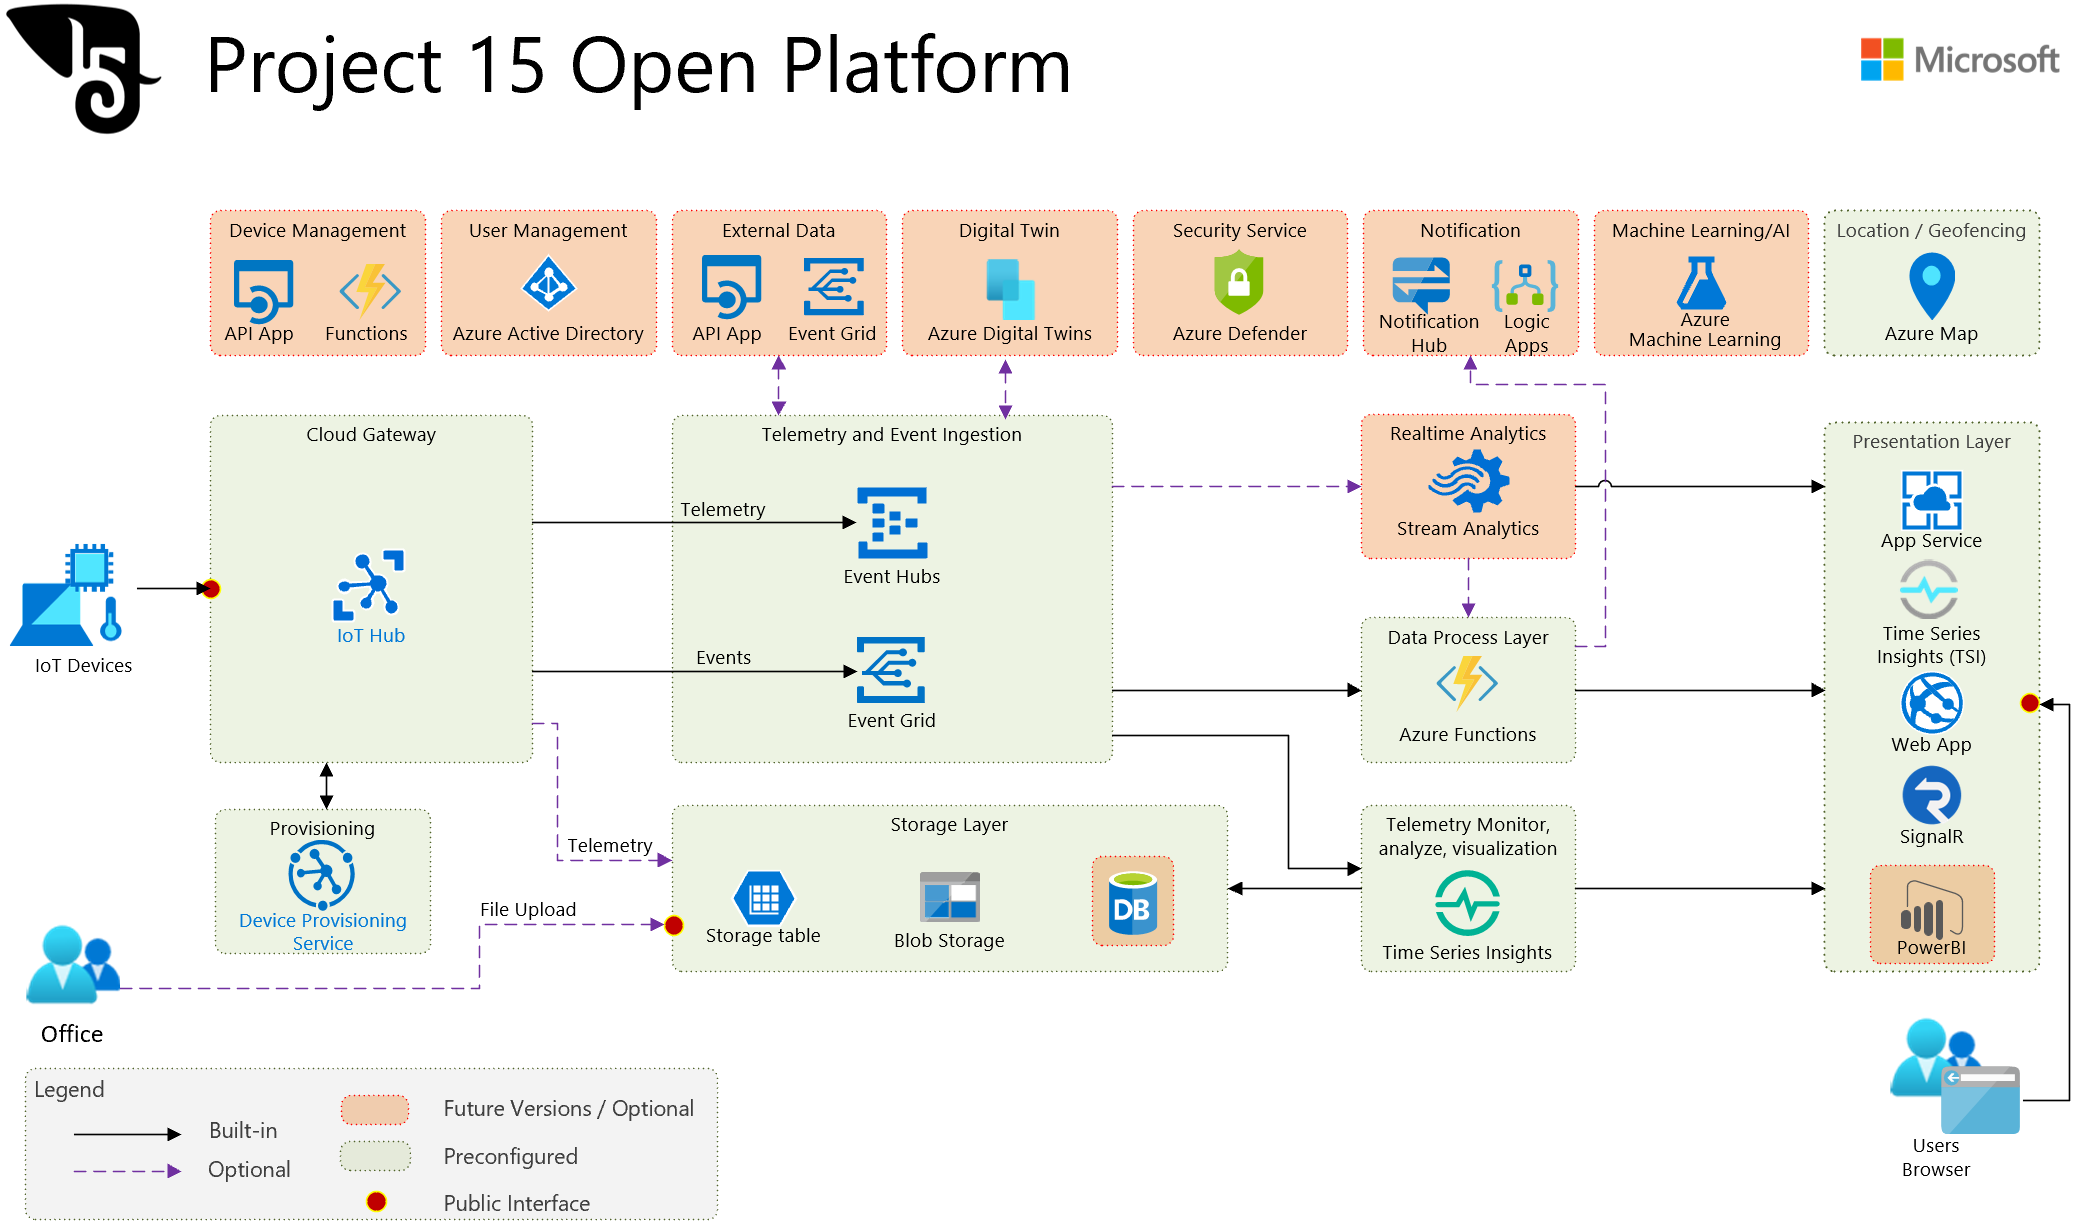 Project 15 Open Platform
Microsoft
Device Management
API App
Functions
User Management
Azure Active Directory
External Data
API App
Event Grid
Digital Twin
Azure Digital Twins
Security Service
Azure Defender
Notification
Notification
Hub
Logic
Apps
Machine Learning/AI
Azure
Machine Learning
Location / Geofencing
Azure Map
Cloud Gateway
IoT Hub
IoT Devices
Telemetry and Event Ingestion
Telemetry
Event Hubs
Events
Event Grid
Realtime Analytics
Stream Analytics
Data Process Layer
Azure Functions
Presentation Layer
App Service
Time Series
Insights (TSI)
Web App
SignalR
PowerBI
Provisioning
Device Provisioning
Service
Telemetry
File Upload
Storage Layer
Storage table
Blob Storage
DB
Telemetry Monitor,
analyze, visualization
Time Series Insights
Office
Users
Browser
Legend
Built-in
Optional
Future Versions / Optional
Preconfigured
Public Interface